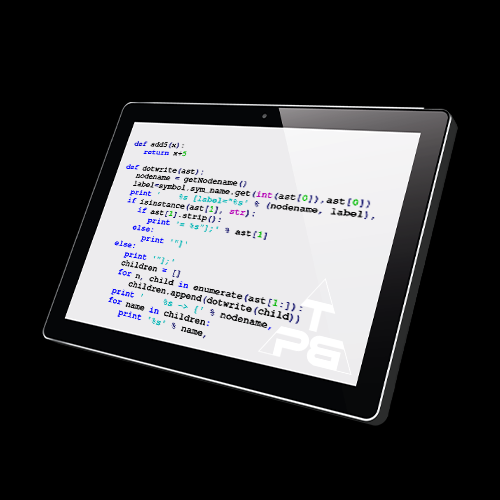 def add5(x):
return x+5
def dotwrite(ast):
nodename = getNodename()
label=symbol.sym_name.get(int(ast[0]),ast[0])
print '    %s [label="%s' % (nodename, label),
if isinstance(ast[1], str):
if ast[1].strip():
print '= %s"];' % ast[1]
else:
print '"]'
else:
print '"];'
children = []
for n, child in enumerate(ast[1:]):
children.append(dotwrite(child))
print '    %s -> {' % nodename,
for name in children:
print '%s' % name,
T
PB